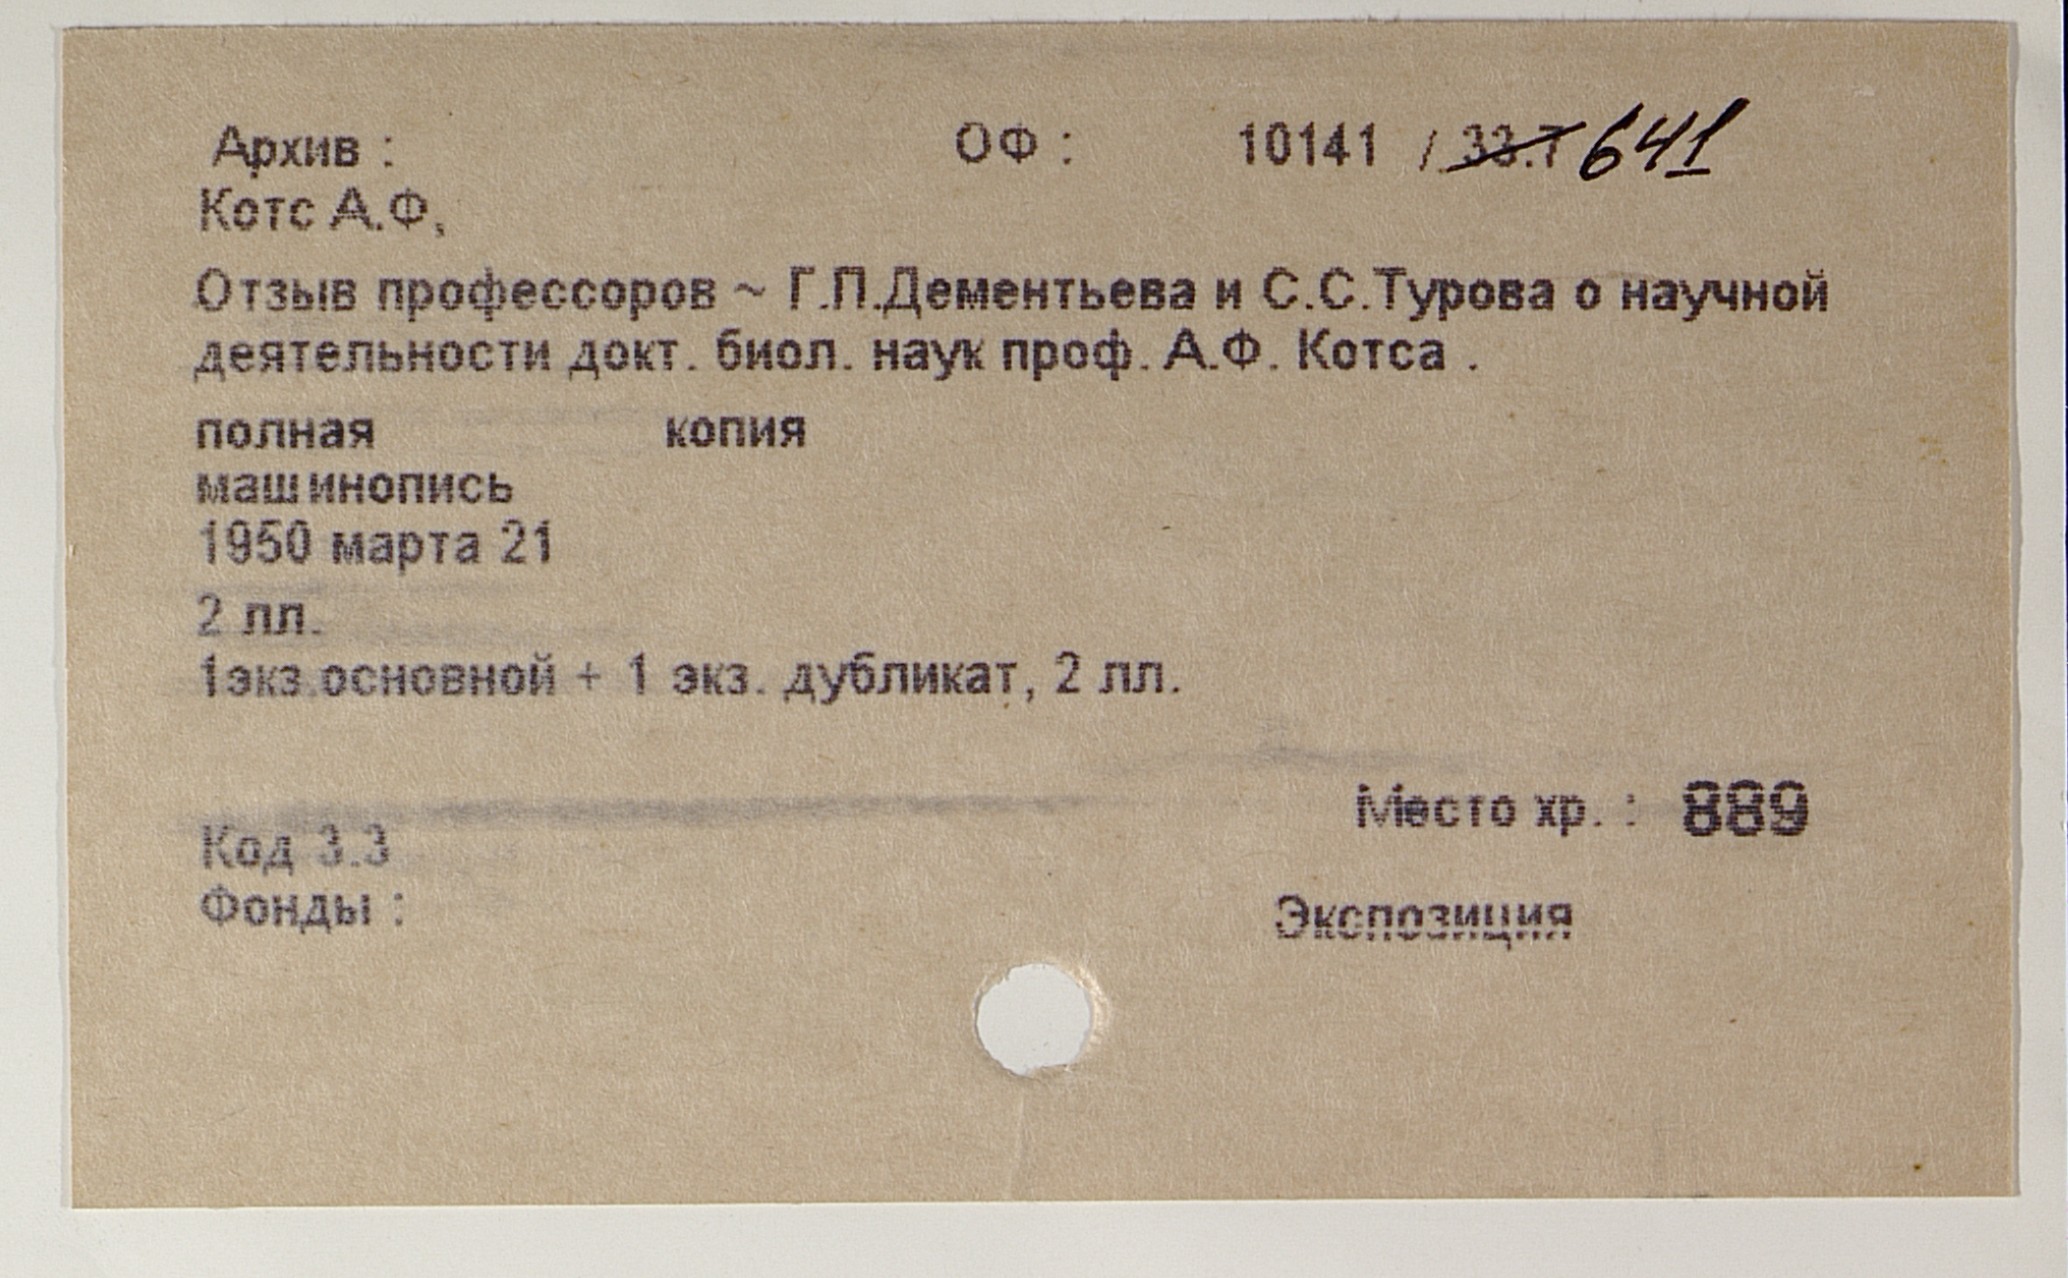 Архив : ОФ : 10141 / 33.7 641
Котс А.Ф,
Отзыв профессоров ~ Г.П.Дементьева и С.С.Турова о научной
деятельности докт. биол. наук проф. А.Ф. Котса .
полная копия
машинопись
1950 марта 21
2 лл.
1экз.основной + 1 экз. дубликат, 2 лл.
Место хр. : 889
Код 3.3
Фонды : Экспозиция